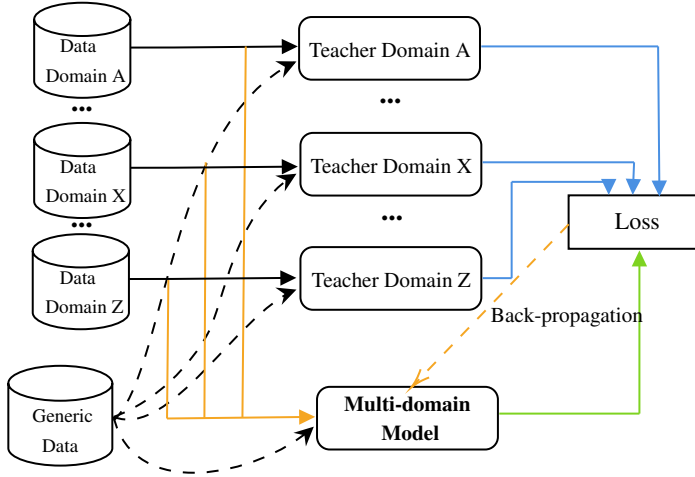 Data
Domain A
Teacher Domain A
...
...
Data
Domain X
Teacher Domain X
...
...
Loss
Data
Domain Z
Teacher Domain Z
Back-propagation
Generic
Data
Multi-domain
Model